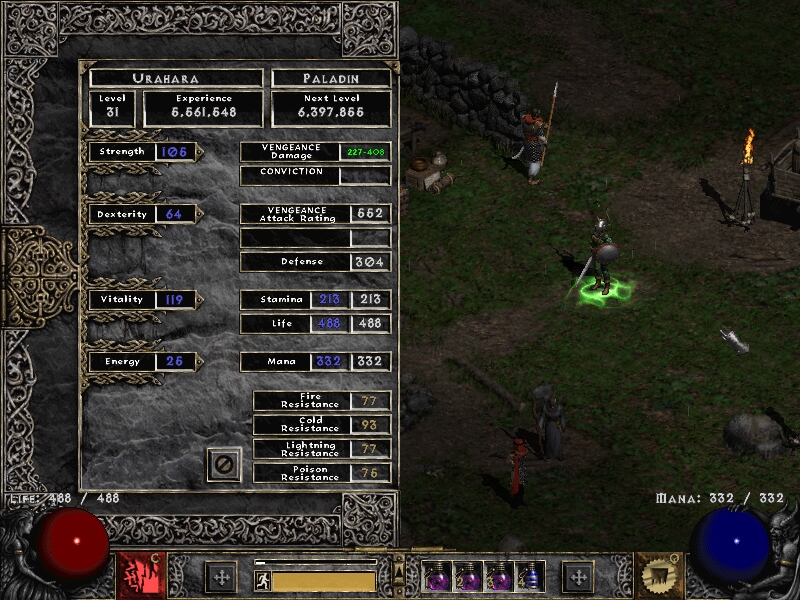 URAHARA
PALADIN
Level
31
Experience
5,561,548
Next Level
6,397,855
Strength 105
VENGEANCE
Damage 227-408
CONVICTION
Dexterity 64
VENGEANCE
Attack Rating 552
Defense 304
Vitality 119
Stamina 213 213
Life 488 488
Energy 25
Mana 332 332
Fire
Resistance 77
Cold
Resistance 93
Lightning
Resistance 77
Poison
Resistance 75
LIFE: 488 / 488
MANA: 332 / 332